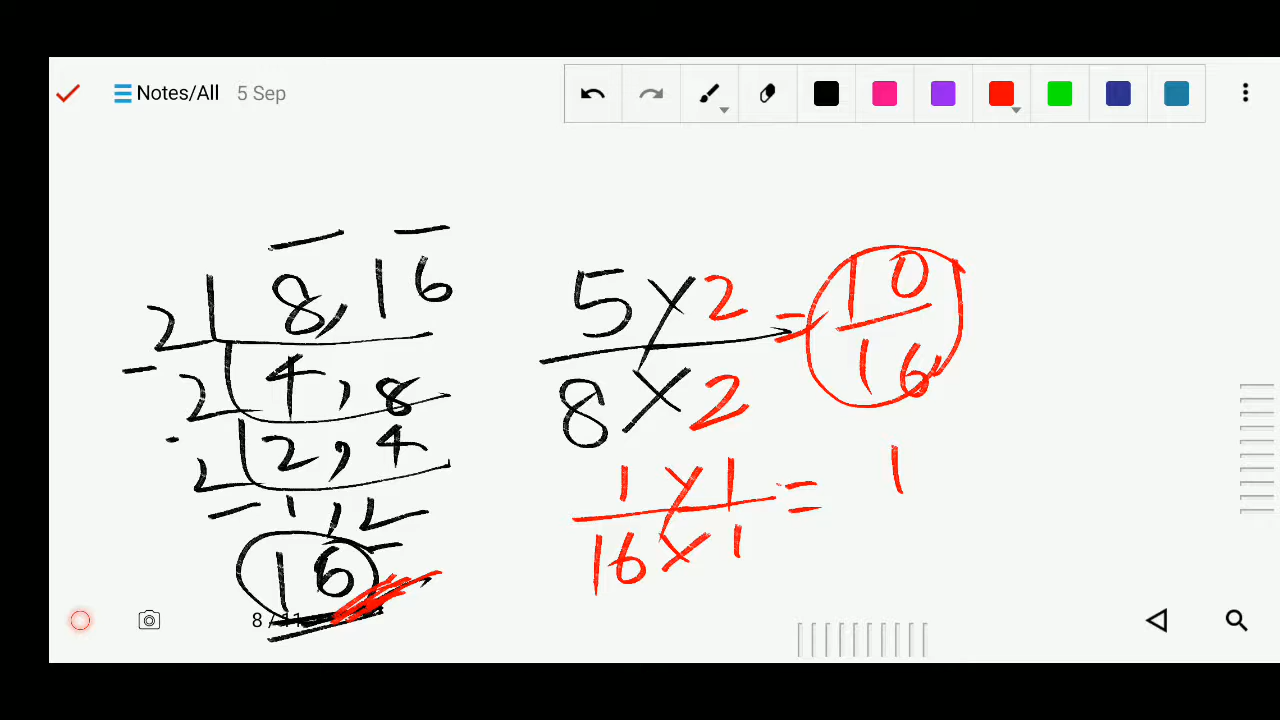 Notes/All 5 Sep
2 | 8, 16
2 | 4, 8
2 | 2, 4
1, 2
16
5 × 2 = 10
8 × 2 16
1 × 1 = 1
16 × 1
8 / 11